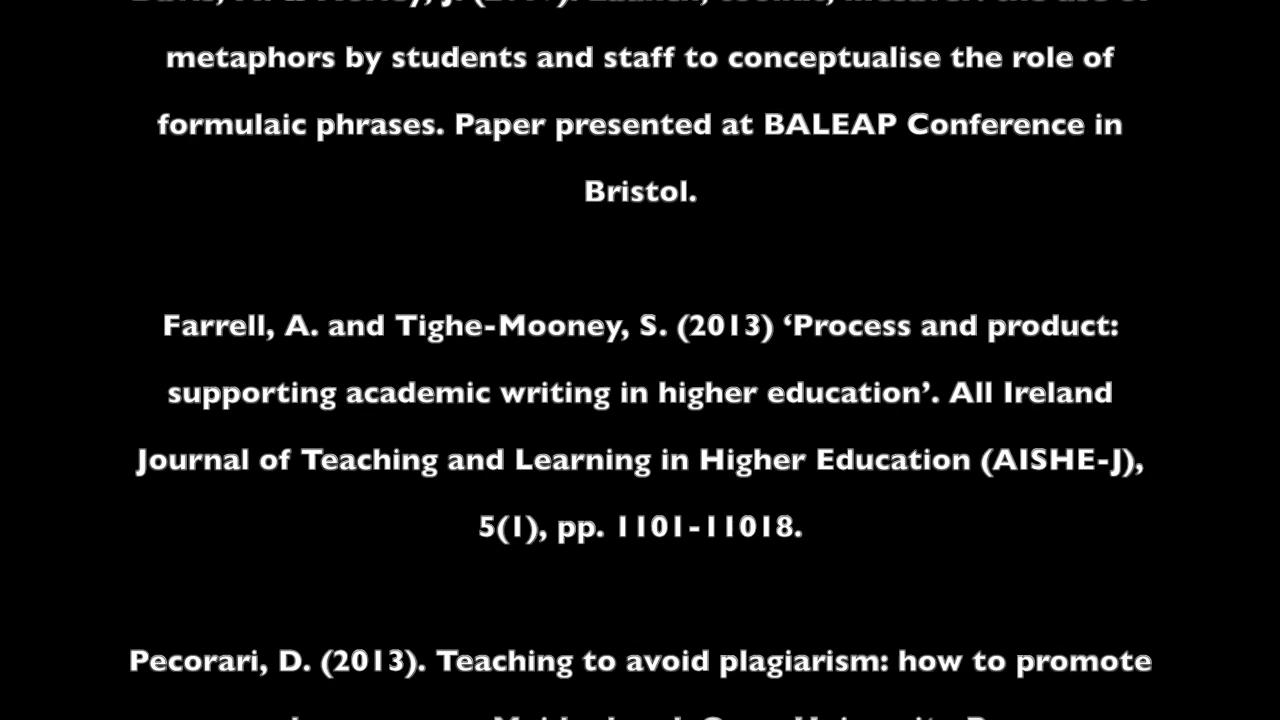 metaphors by students and staff to conceptualise the role of
formulaic phrases. Paper presented at BALEAP Conference in
Bristol.
Farrell, A. and Tighe-Mooney, S. (2013) ‘Process and product:
supporting academic writing in higher education’. All Ireland
Journal of Teaching and Learning in Higher Education (AISHE-J),
5(1), pp. 1101-11018.
Pecorari, D. (2013). Teaching to avoid plagiarism: how to promote